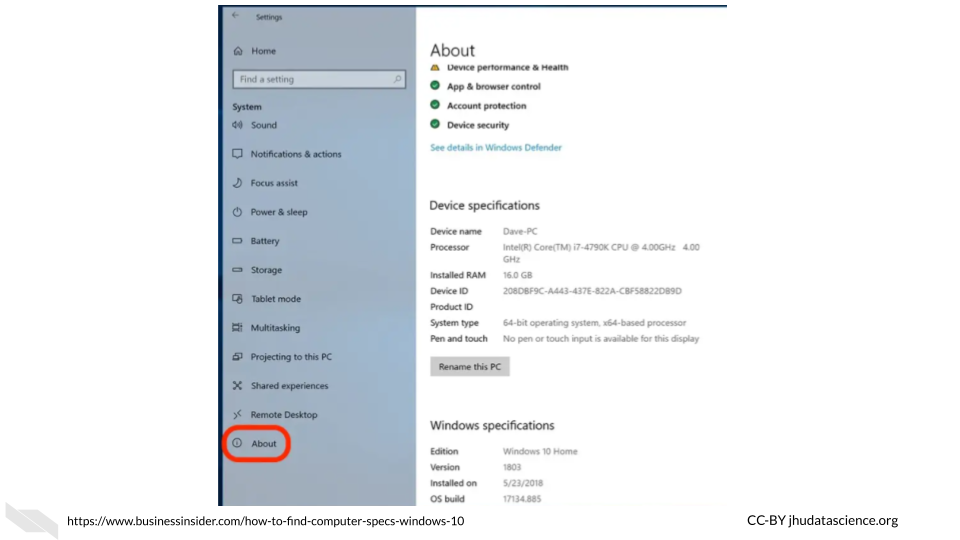 Settings
Home
Find a setting
System
Sound
Notifications & actions
Focus assist
Power & sleep
Battery
Storage
Tablet mode
Multitasking
Projecting to this PC
Shared experiences
Remote Desktop
About
About
Device performance & Health
App & browser control
Account protection
Device security
See details in Windows Defender
Device specifications
Device name Dave-PC
Processor Intel(R) Core(TM) i7-4790K CPU @ 4.00GHz 4.00
GHz
Installed RAM 16.0 GB
Device ID 208DBF9C-A443-437E-822A-CBF58822DB9D
Product ID
System type 64-bit operating system, x64-based processor
Pen and touch No pen or touch input is available for this display
Rename this PC
Windows specifications
Edition Windows 10 Home
Version 1803
Installed on 5/23/2018
OS build 17134.885
https://www.businessinsider.com/how-to-find-computer-specs-windows-10
CC-BY jhudatascience.org